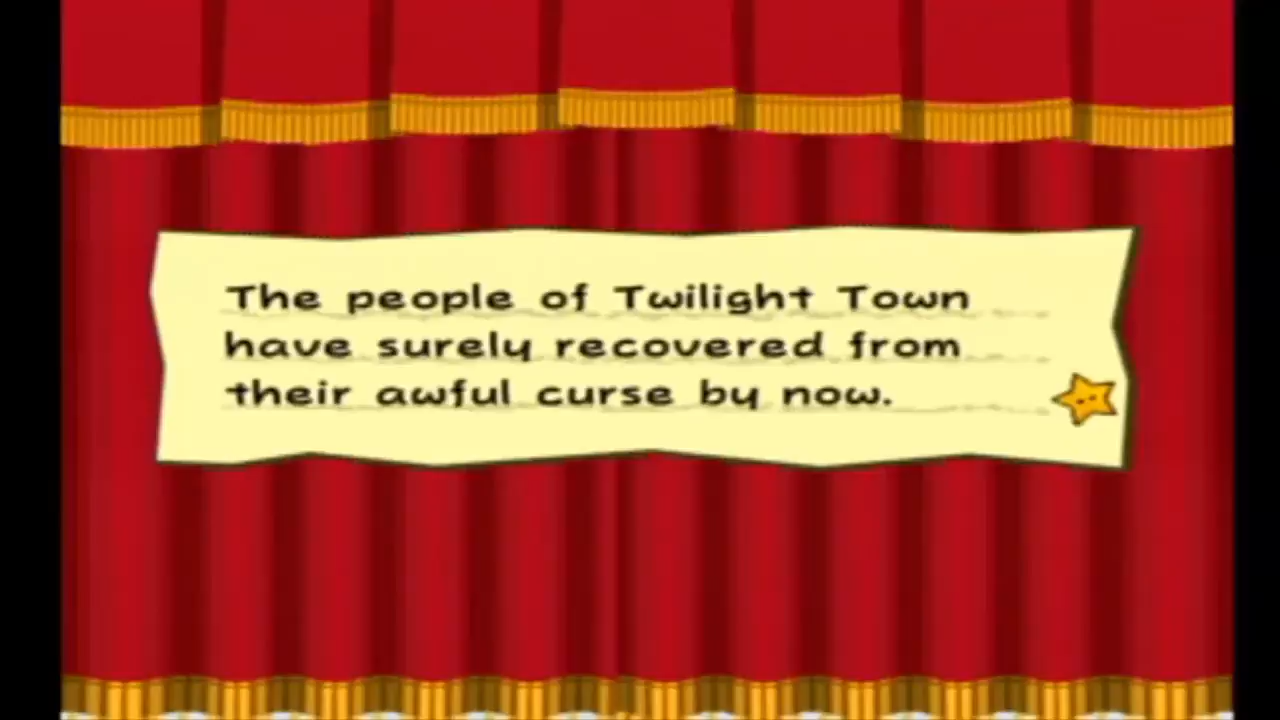 The people of Twilight Town
have surely recovered from
their awful curse by now.